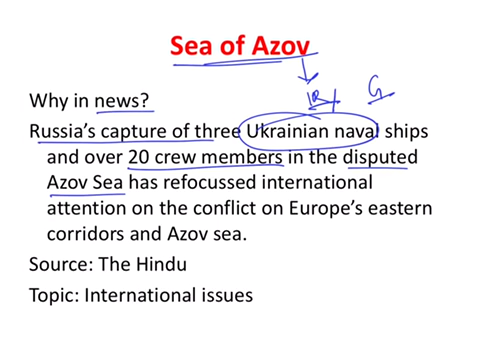 Sea of Azov
Why in news?
Russia's capture of three Ukrainian naval ships
and over 20 crew members in the disputed
Azov Sea has refocussed international
attention on the conflict on Europe's eastern
corridors and Azov sea.
Source: The Hindu
Topic: International issues